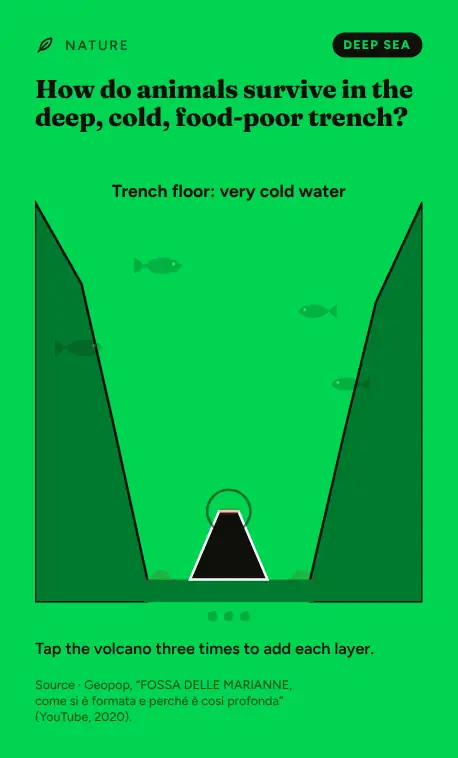 NATURE
DEEP SEA
How do animals survive in the
deep, cold, food-poor trench?
Trench floor: very cold water
Tap the volcano three times to add each layer.
Source · Geopop, “FOSSA DELLE MARIANNE,
come si è formata e perché è così profonda”
(YouTube, 2020).